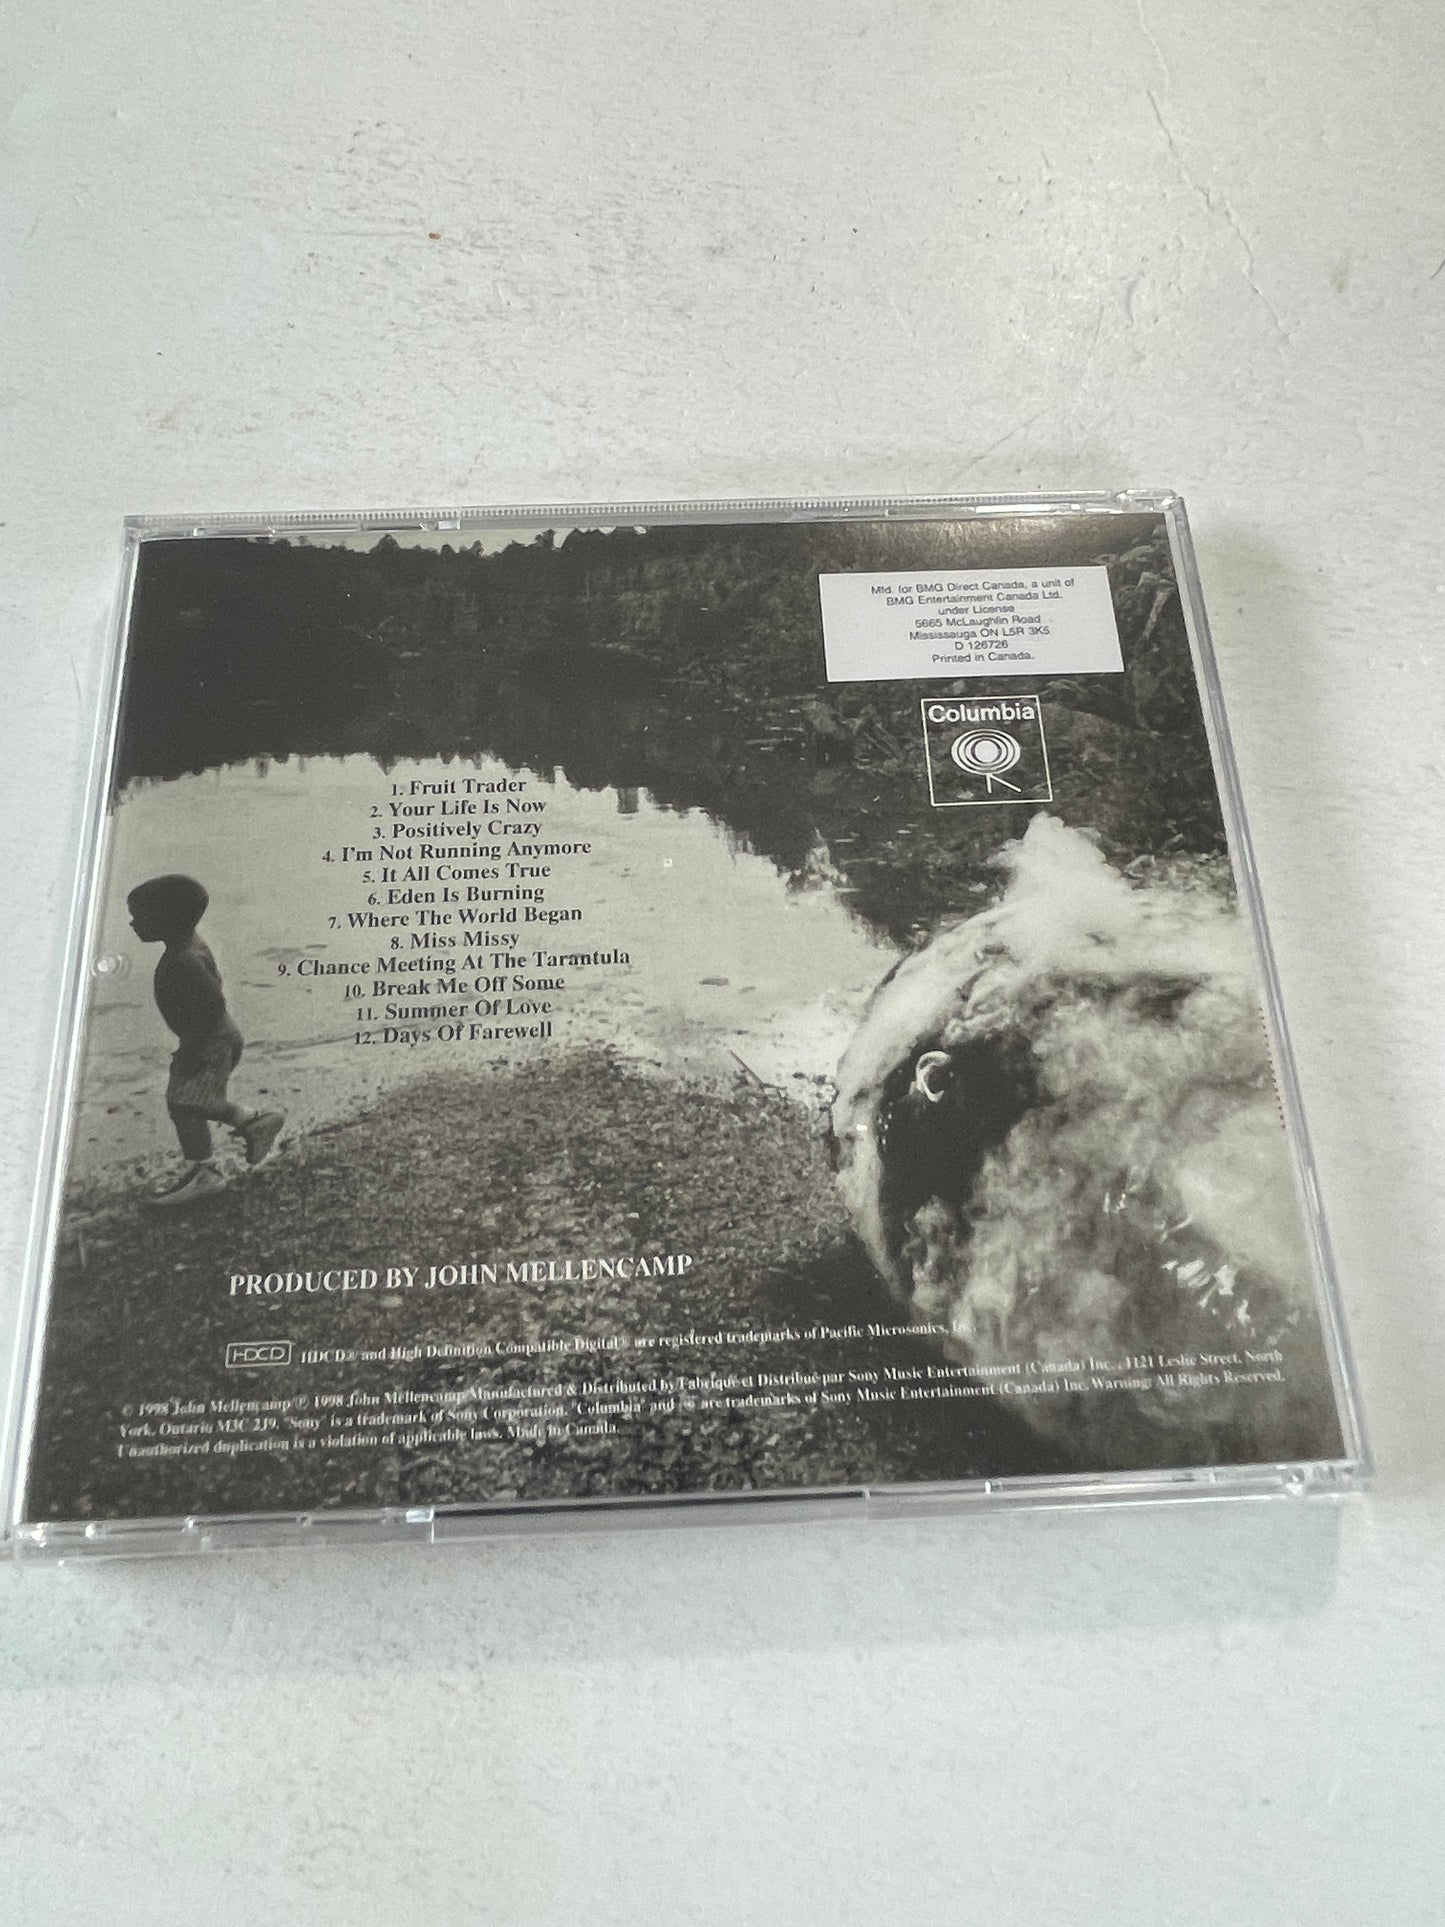 Mfd. for BMG Direct Canada, a unit of
BMG Entertainment Canada Ltd.
under License
5665 McLaughlin Road
Mississauga ON L5R 3K5
D 126726
Printed in Canada.
Columbia
1. Fruit Trader
2. Your Life Is Now
3. Positively Crazy
4. I'm Not Running Anymore
5. It All Comes True
6. Eden Is Burning
7. Where The World Began
8. Miss Missy
9. Chance Meeting At The Tarantula
10. Break Me Off Some
11. Summer Of Love
12. Days Of Farewell
PRODUCED BY JOHN MELLENCAMP
HDCD HDCD® and High Definition Compatible Digital® are registered trademarks of Pacific Microsonics, Inc.
© 1998 John Mellencamp/℗ 1998 John Mellencamp/Manufactured & Distributed by/Fabriqué et Distribué par Sony Music Entertainment (Canada) Inc., 1121 Leslie Street, North
York, Ontario M3C 2J9. "Sony" is a trademark of Sony Corporation. "Columbia" and are trademarks of Sony Music Entertainment (Canada) Inc. Warning: All Rights Reserved.
Unauthorized duplication is a violation of applicable laws. Made In Canada.